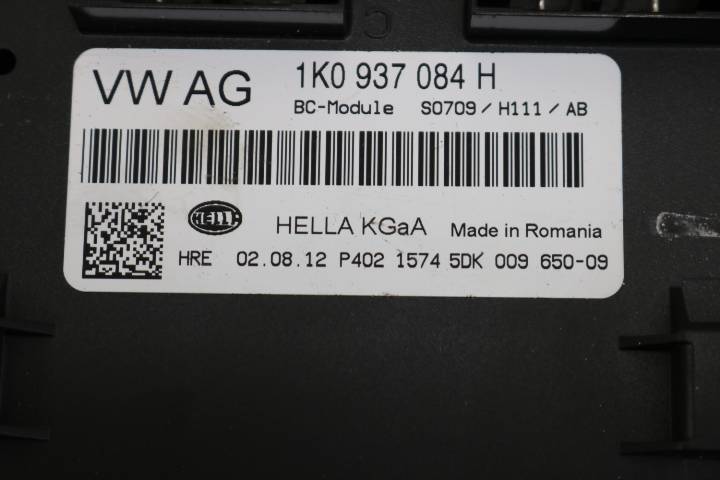 C
VW AG 1K0 937 084 H
BC-Module S0709 / H111 / AB
HELLA HELLA KGaA Made in Romania
HRE 02.08.12 P402 1574 5DK 009 650-09